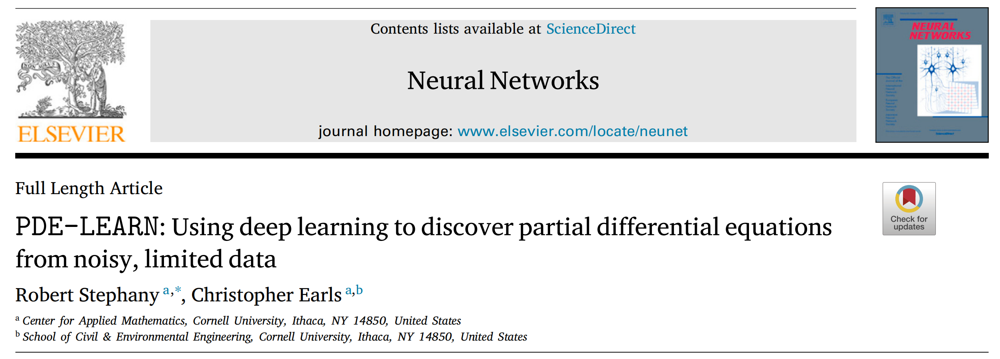 Contents lists available at ScienceDirect
Neural Networks
journal homepage: www.elsevier.com/locate/neunet
NON SOLUS
ELSEVIER
NEURAL
NETWORKS
ScienceDirect
Full Length Article
Check for
updates
PDE-LEARN: Using deep learning to discover partial differential equations
from noisy, limited data
Robert Stephany a,*, Christopher Earls a,b
a Center for Applied Mathematics, Cornell University, Ithaca, NY 14850, United States
b School of Civil & Environmental Engineering, Cornell University, Ithaca, NY 14850, United States